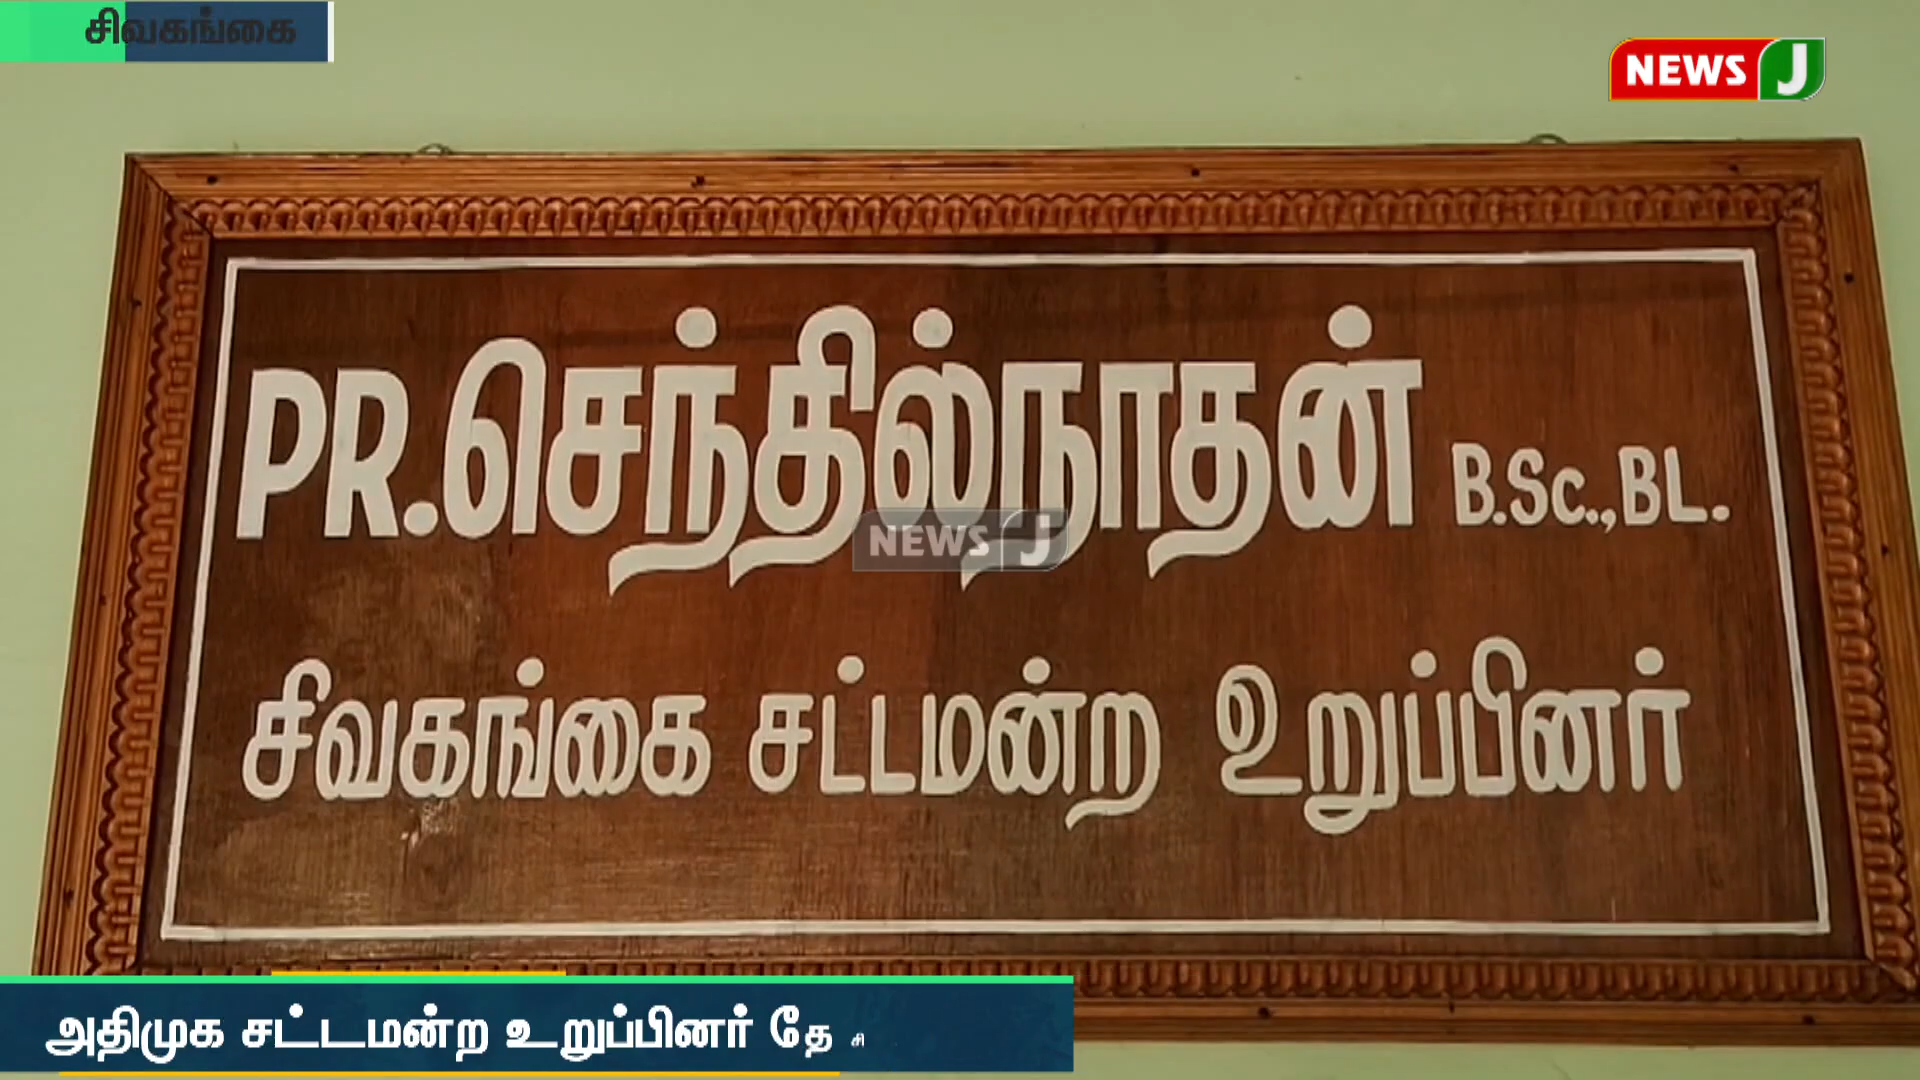 சிவகங்கை
NEWS J
PR.செந்தில்நாதன் B.Sc.,BL.
NEWS J
சிவகங்கை சட்டமன்ற உறுப்பினர்
அதிமுக சட்டமன்ற உறுப்பினர் தே சி